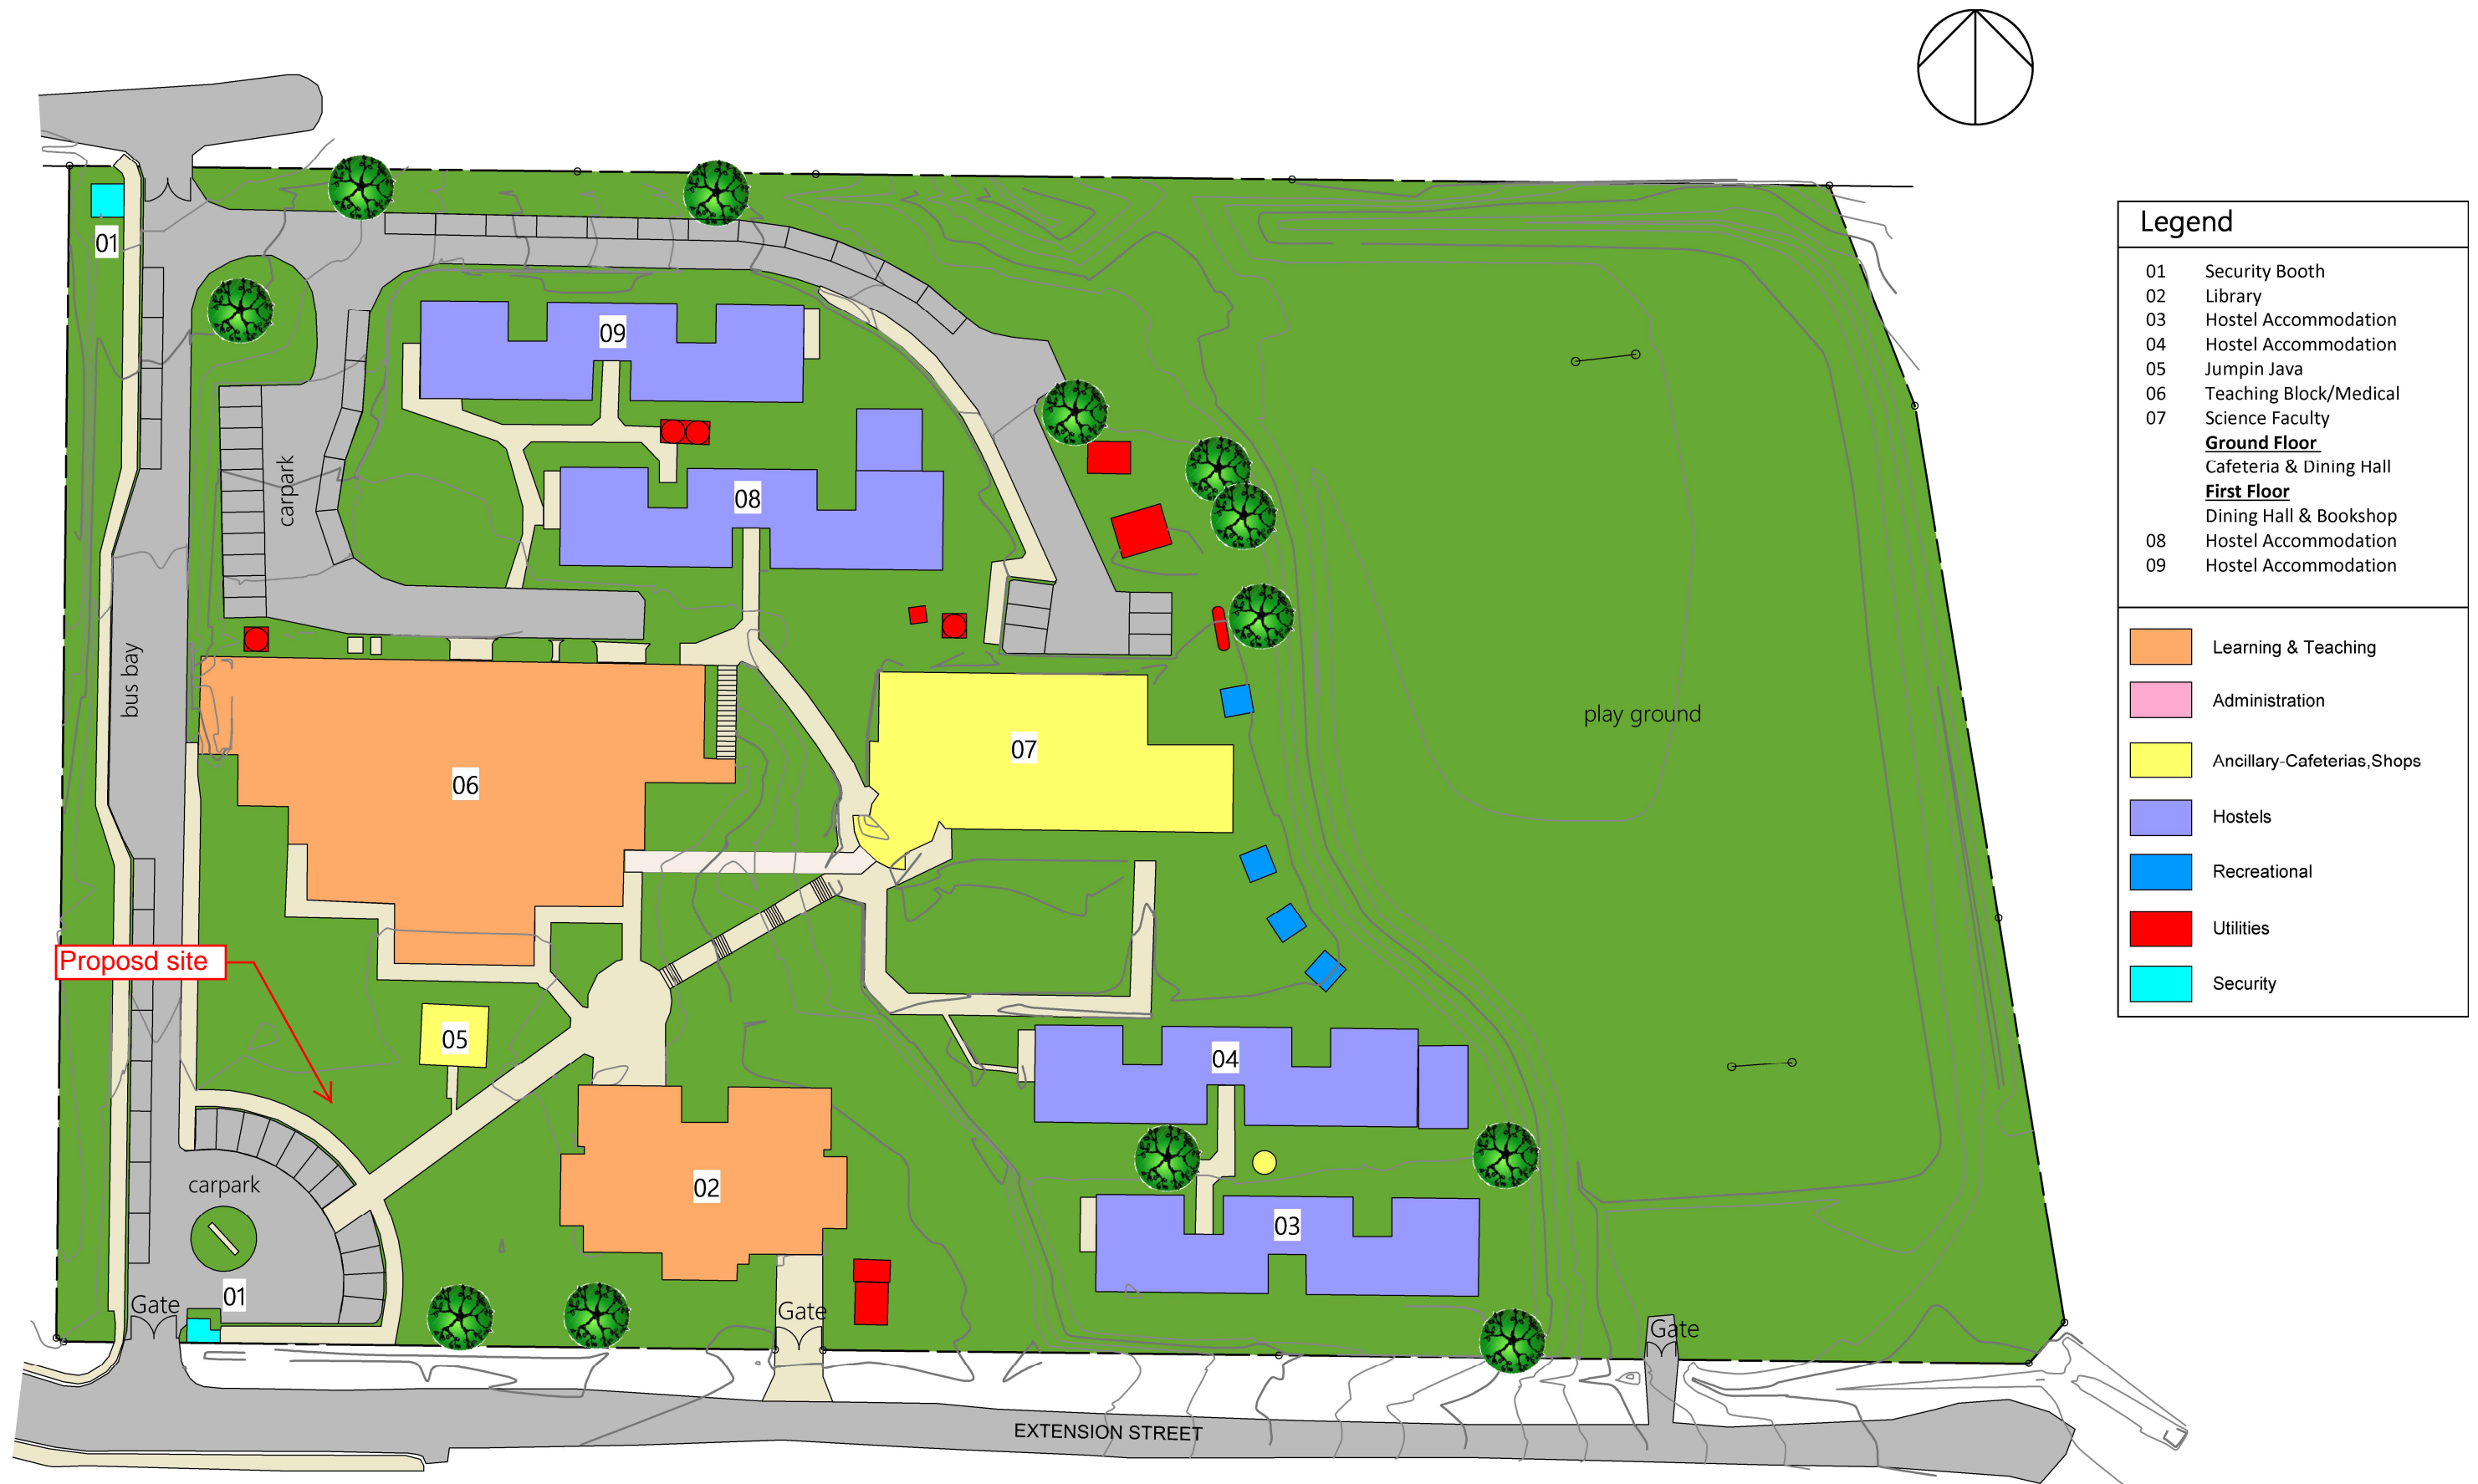 01
09
08
carpark
bus bay
06
07
play ground
Proposd site
05
04
02
03
carpark
01
Gate
Gate
Gate
EXTENSION STREET
Legend
01 Security Booth
02 Library
03 Hostel Accommodation
04 Hostel Accommodation
05 Jumpin Java
06 Teaching Block/Medical
07 Science Faculty
Ground Floor
Cafeteria & Dining Hall
First Floor
Dining Hall & Bookshop
08 Hostel Accommodation
09 Hostel Accommodation
Learning & Teaching
Administration
Ancillary-Cafeterias,Shops
Hostels
Recreational
Utilities
Security